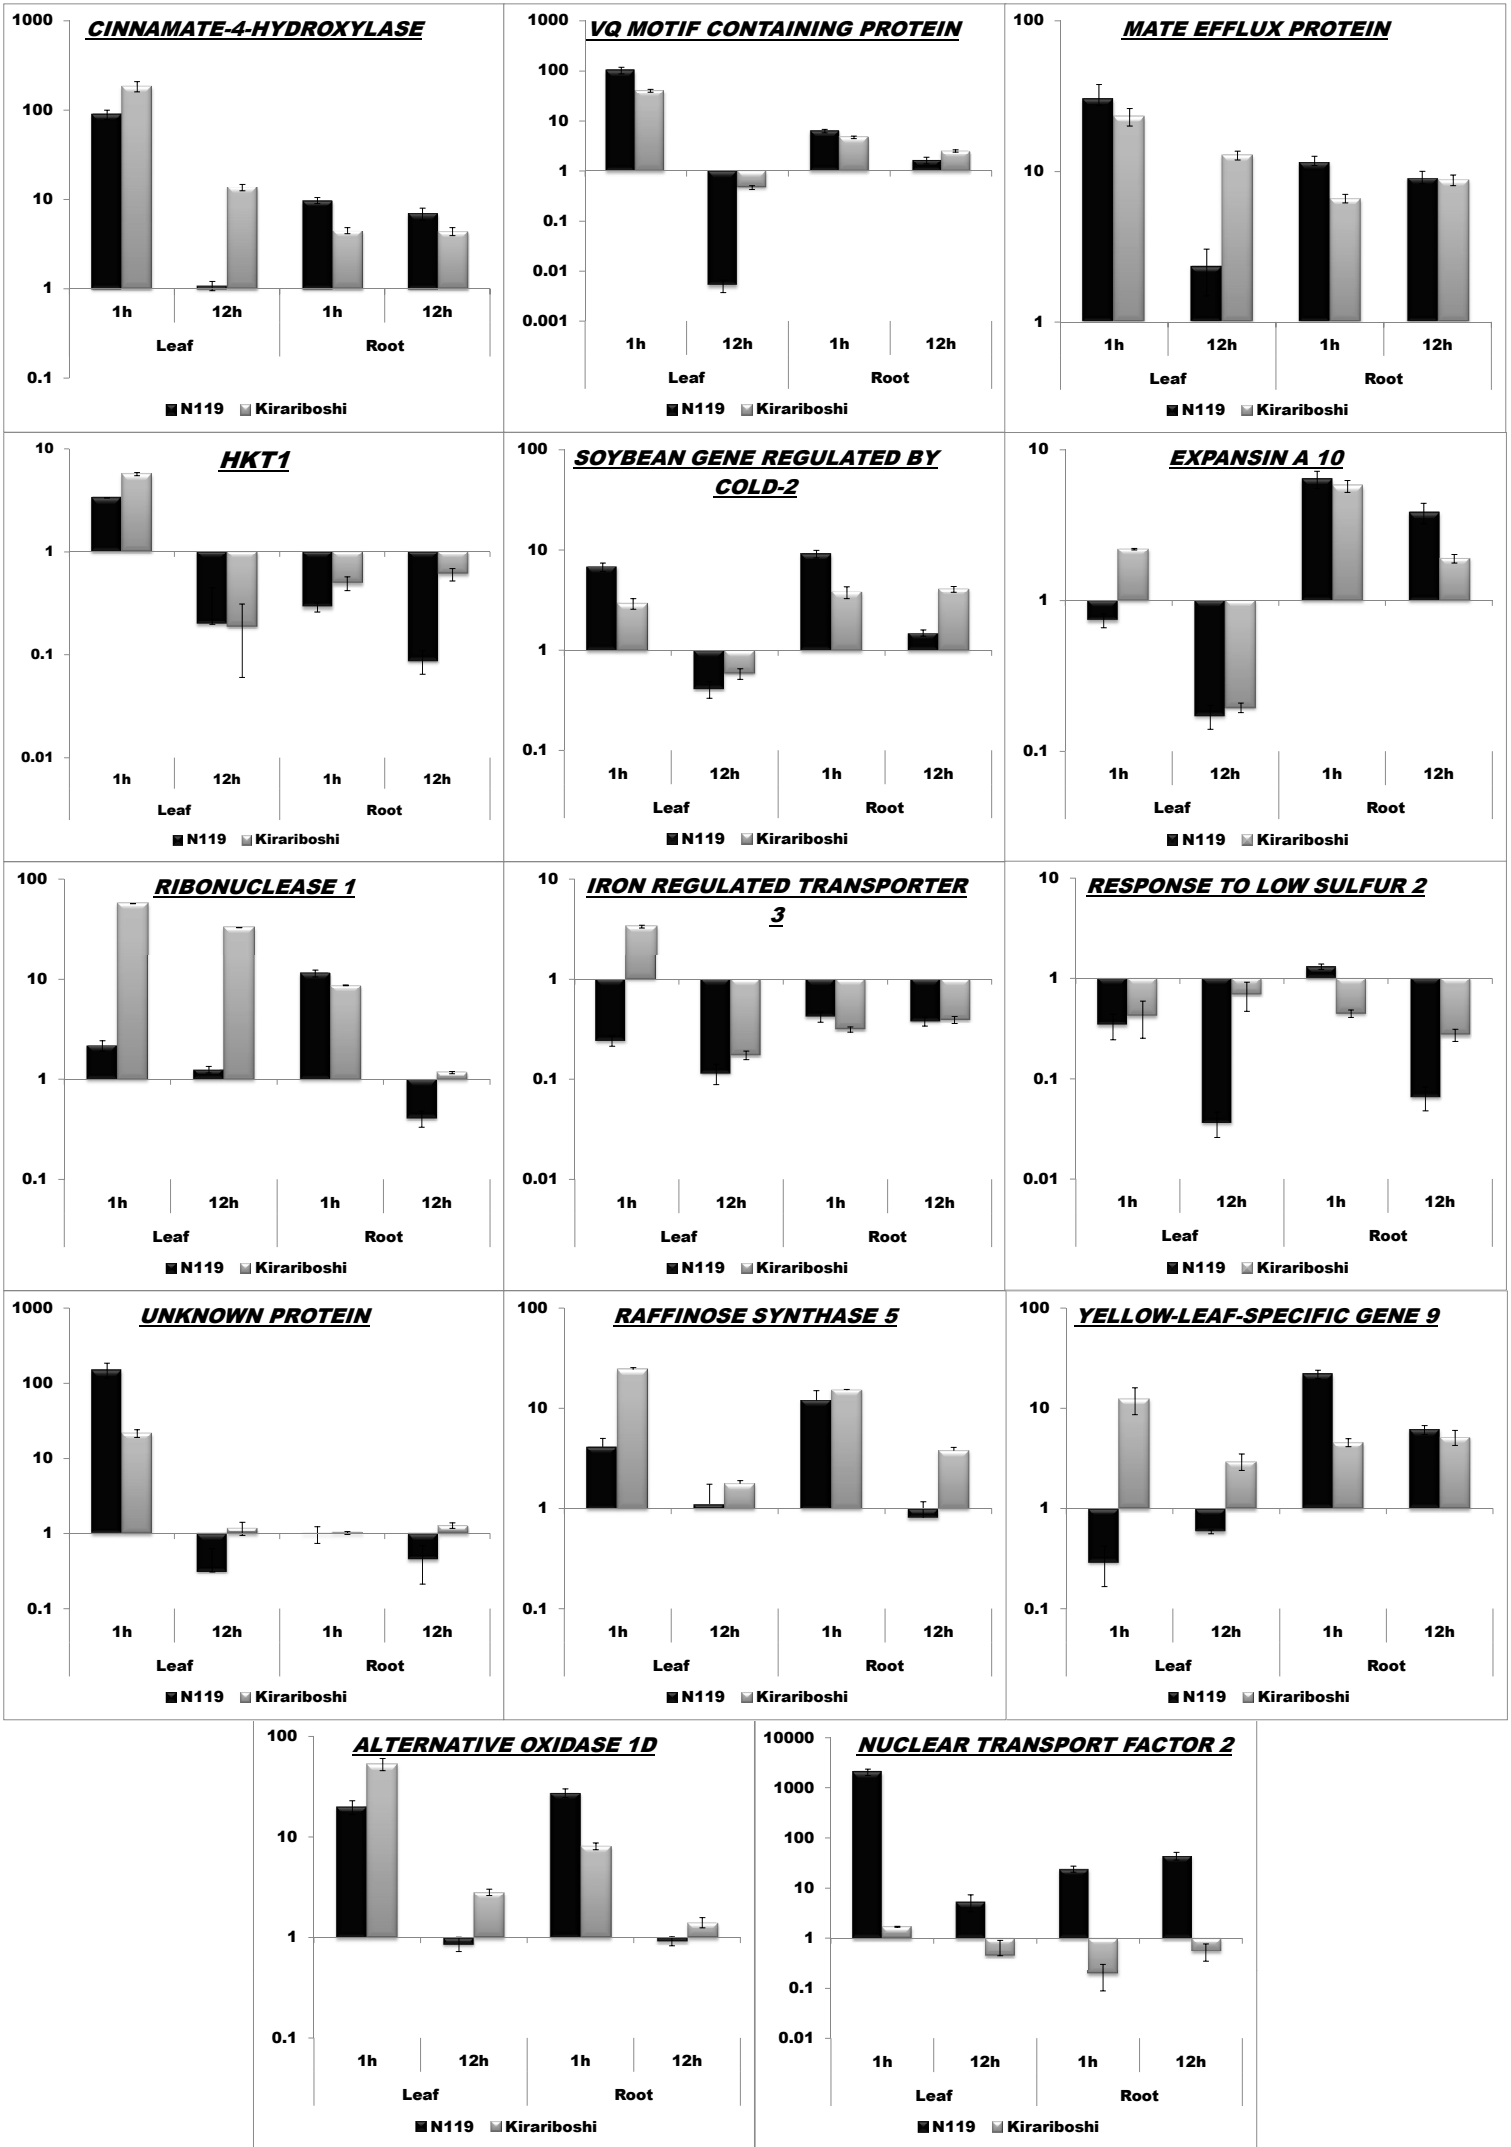 CINNAMATE-4-HYDROXYLASE
1000
100
10
1
0.1
1h 12h 1h 12h
Leaf Root
N119 Kirariboshi
VQ MOTIF CONTAINING PROTEIN
1000
100
10
1
0.1
0.01
0.001
1h 12h 1h 12h
Leaf Root
N119 Kirariboshi
MATE EFFLUX PROTEIN
100
10
1
1h 12h 1h 12h
Leaf Root
N119 Kirariboshi
HKT1
10
1
0.1
0.01
1h 12h 1h 12h
Leaf Root
N119 Kirariboshi
SOYBEAN GENE REGULATED BY
COLD-2
100
10
1
0.1
1h 12h 1h 12h
Leaf Root
N119 Kirariboshi
EXPANSIN A 10
10
1
0.1
1h 12h 1h 12h
Leaf Root
N119 Kirariboshi
RIBONUCLEASE 1
100
10
1
0.1
1h 12h 1h 12h
Leaf Root
N119 Kirariboshi
IRON REGULATED TRANSPORTER
3
10
1
0.1
0.01
1h 12h 1h 12h
Leaf Root
N119 Kirariboshi
RESPONSE TO LOW SULFUR 2
10
1
0.1
0.01
1h 12h 1h 12h
Leaf Root
N119 Kirariboshi
UNKNOWN PROTEIN
1000
100
10
1
0.1
1h 12h 1h 12h
Leaf Root
N119 Kirariboshi
RAFFINOSE SYNTHASE 5
100
10
1
0.1
1h 12h 1h 12h
Leaf Root
N119 Kirariboshi
YELLOW-LEAF-SPECIFIC GENE 9
100
10
1
0.1
1h 12h 1h 12h
Leaf Root
N119 Kirariboshi
ALTERNATIVE OXIDASE 1D
100
10
1
0.1
1h 12h 1h 12h
Leaf Root
N119 Kirariboshi
NUCLEAR TRANSPORT FACTOR 2
10000
1000
100
10
1
0.1
0.01
1h 12h 1h 12h
Leaf Root
N119 Kirariboshi